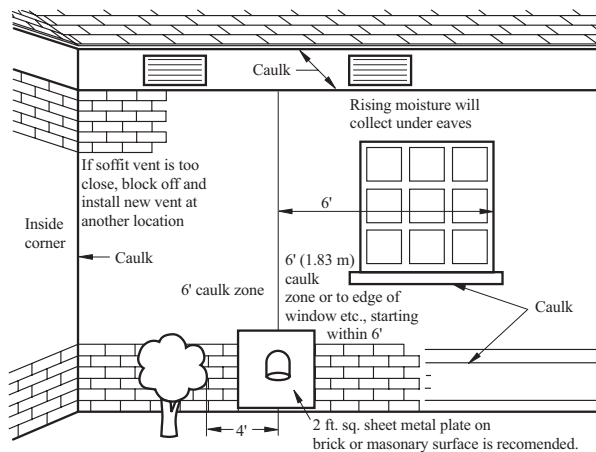 Caulk
Rising moisture will
collect under eaves
If soffit vent is too
close, block off and
install new vent at
another location
6'
Inside
corner
Caulk
6' (1.83 m)
caulk
zone or to edge of
window etc., starting
within 6'
6' caulk zone
Caulk
4'
2 ft. sq. sheet metal plate on
brick or masonary surface is recomended.